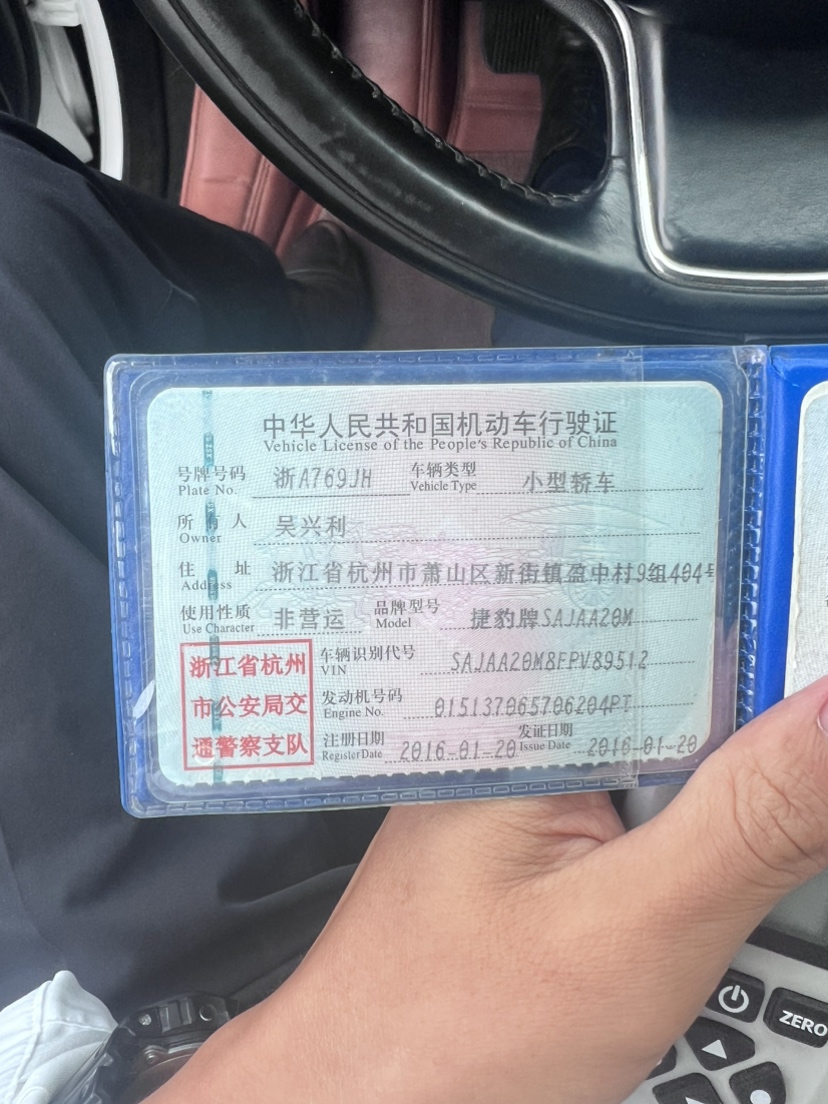 中华人民共和国机动车行驶证
Vehicle License of the People's Republic of China
号牌号码 浙A769JH 车辆类型 小型轿车
Plate No. Vehicle Type
所有人 吴兴利
Owner
住址 浙江省杭州市萧山区新街镇盈中村9组404号
Address
使用性质 非营运 品牌型号 捷豹牌SAJAA20M
Use Character Model
浙江省杭州
市公安局交
通警察支队
车辆识别代号 SAJAA20M8FPV89512
VIN
发动机号码 015137065706204PT
Engine No.
注册日期 2016-01-20 发证日期 2016-01-20
Register Date Issue Date
ZERO